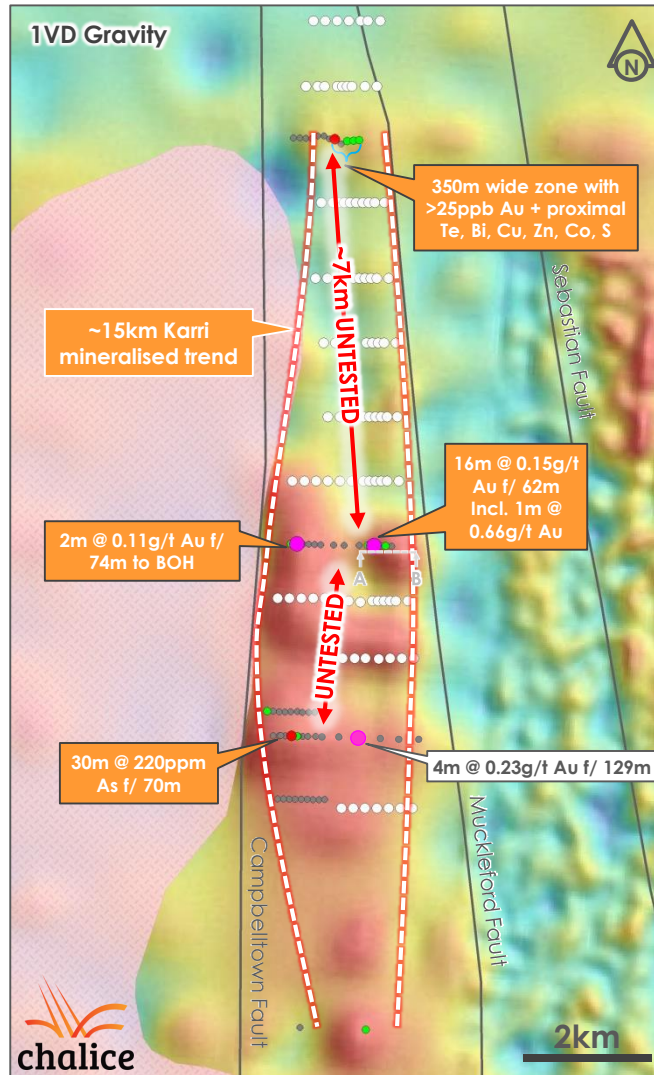 1VD Gravity
N
350m wide zone with
>25ppb Au + proximal
Te, Bi, Cu, Zn, Co, S
~7km UNTESTED
Sebastian Fault
~15km Karri
mineralised trend
16m @ 0.15g/t
Au f/ 62m
Incl. 1m @
0.66g/t Au
2m @ 0.11g/t Au f/
74m to BOH
A
B
UNTESTED
30m @ 220ppm
As f/ 70m
4m @ 0.23g/t Au f/ 129m
Campbelltown Fault
Muckleford Fault
chalice
2km